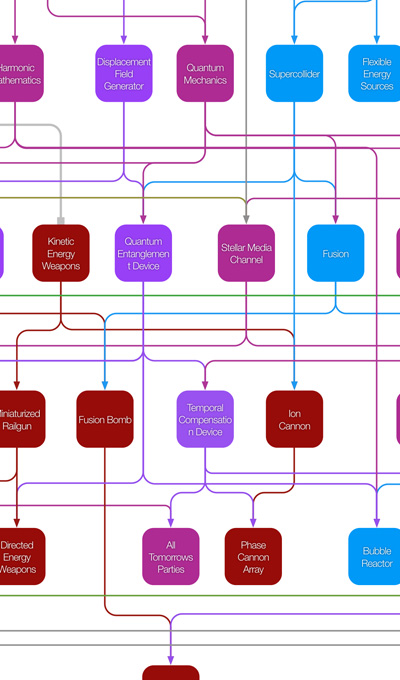 Harmonic
Mathematics
Displacement
Field
Generator
Quantum
Mechanics
Supercollider
Flexible
Energy
Sources
Kinetic
Energy
Weapons
Quantum
Entanglemen
t Device
Stellar Media
Channel
Fusion
Miniaturized
Railgun
Fusion Bomb
Temporal
Compensatio
n Device
Ion
Cannon
Directed
Energy
Weapons
All
Tomorrows
Parties
Phase
Cannon
Array
Bubble
Reactor